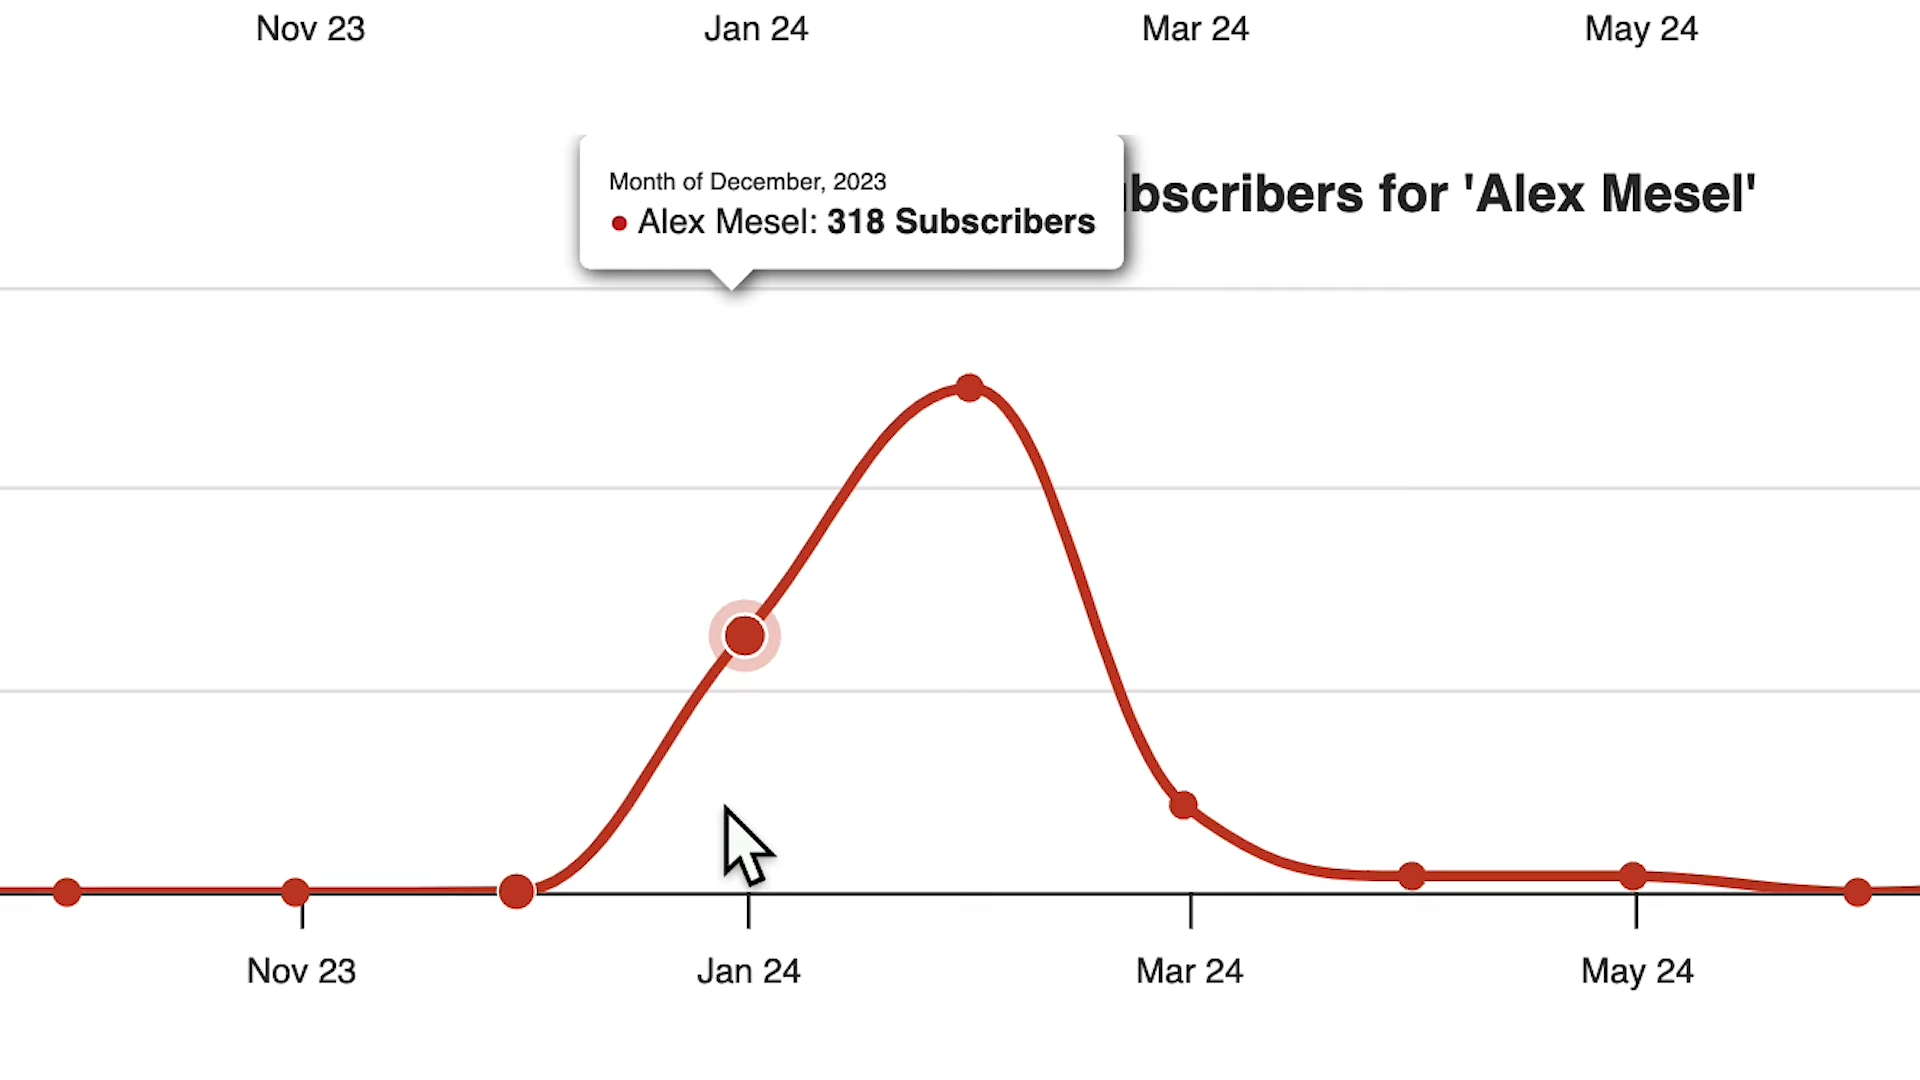 Nov 23 Jan 24 Mar 24 May 24
Month of December, 2023
Alex Mesel: 318 Subscribers
bscribers for 'Alex Mesel'
Nov 23 Jan 24 Mar 24 May 24